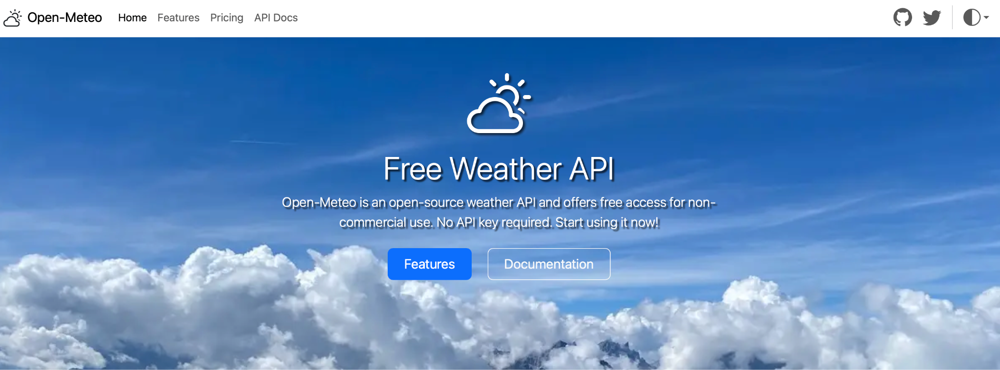 Open-Meteo Home Features Pricing API Docs
Free Weather API
Open-Meteo is an open-source weather API and offers free access for non-
commercial use. No API key required. Start using it now!
Features Documentation